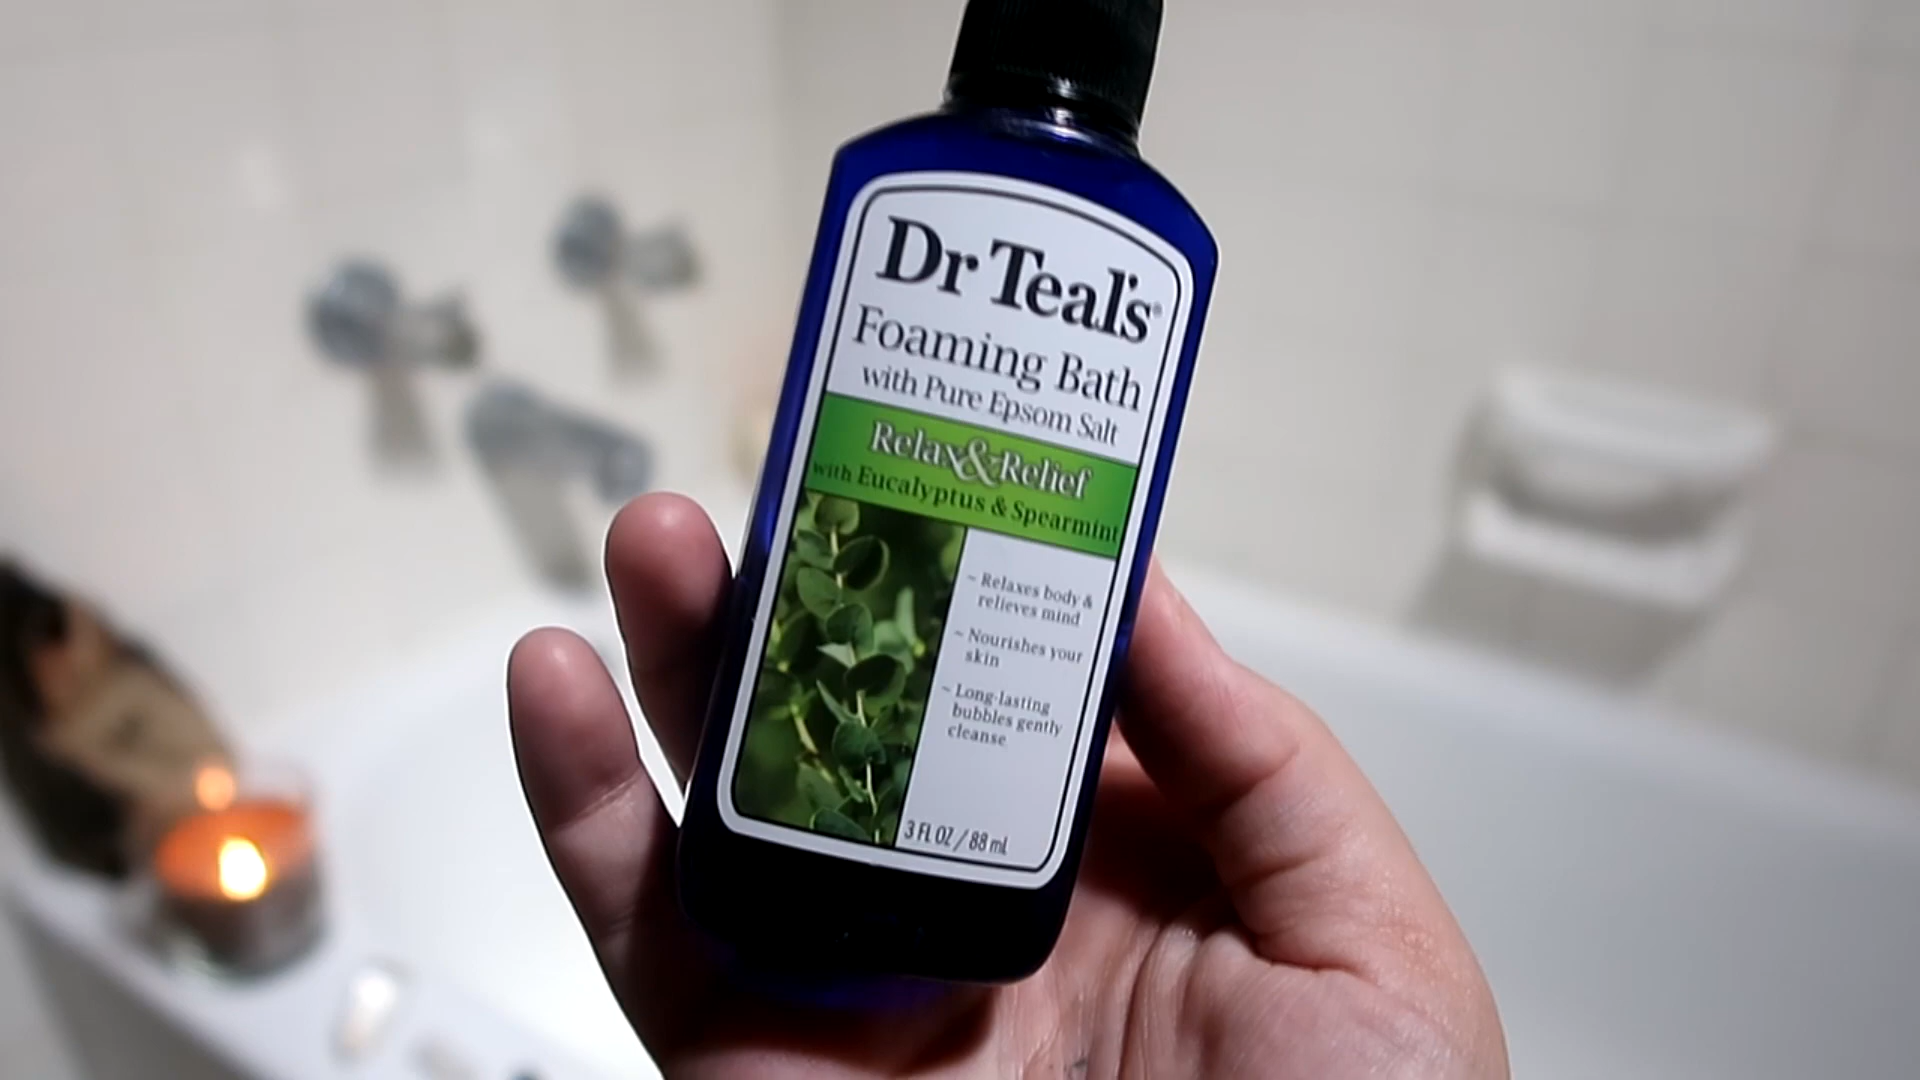 Dr Teal's®
Foaming Bath
with Pure Epsom Salt
Relax & Relief
with Eucalyptus & Spearmint
~ Relaxes body &
relieves mind
~ Nourishes your
skin
~ Long-lasting
bubbles gently
cleanse
3 FL OZ / 88 mL